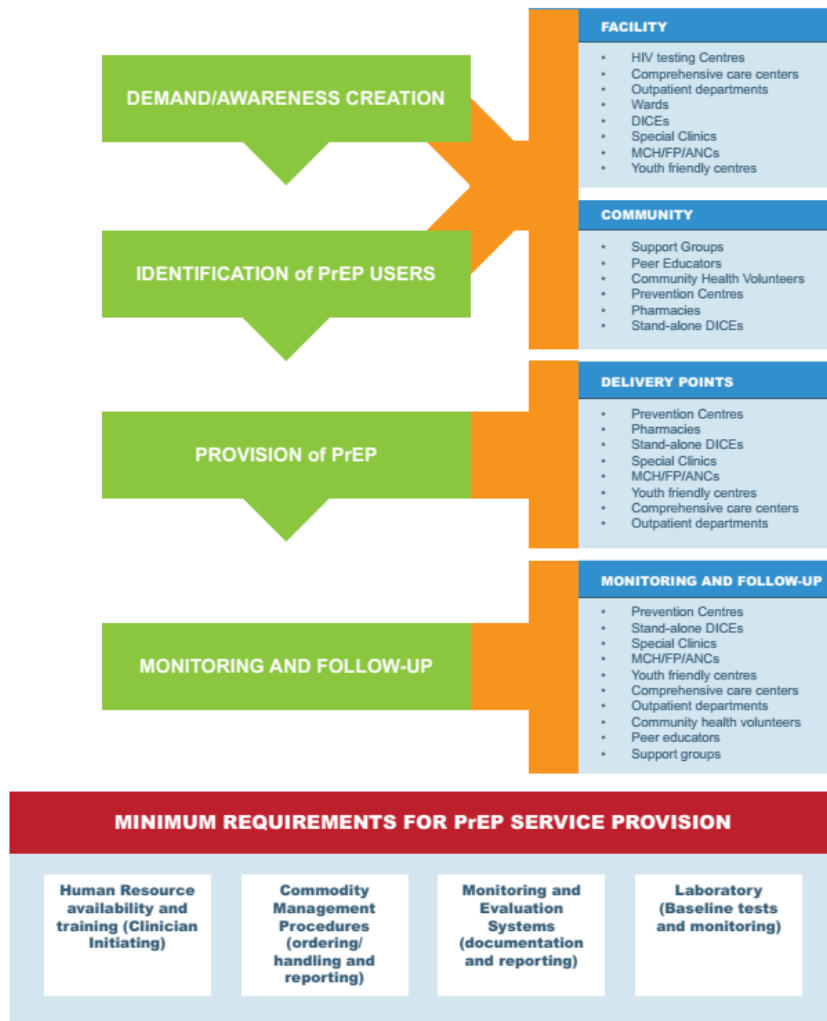 DEMAND/AWARENESS CREATION
IDENTIFICATION of PrEP USERS
PROVISION of PrEP
MONITORING AND FOLLOW-UP
FACILITY
• HIV testing Centres
• Comprehensive care centers
• Outpatient departments
• Wards
• DICEs
• Special Clinics
• MCH/FP/ANCs
• Youth friendly centres
COMMUNITY
• Support Groups
• Peer Educators
• Community Health Volunteers
• Prevention Centres
• Pharmacies
• Stand-alone DICEs
DELIVERY POINTS
• Prevention Centres
• Pharmacies
• Stand-alone DICEs
• Special Clinics
• MCH/FP/ANCs
• Youth friendly centres
• Comprehensive care centers
• Outpatient departments
MONITORING AND FOLLOW-UP
• Prevention Centres
• Stand-alone DICEs
• Special Clinics
• MCH/FP/ANCs
• Youth friendly centres
• Comprehensive care centers
• Outpatient departments
• Community health volunteers
• Peer educators
• Support groups
MINIMUM REQUIREMENTS FOR PrEP SERVICE PROVISION
Human Resource
availability and
training (Clinician
Initiating)
Commodity
Management
Procedures
(ordering/
handling and
reporting)
Monitoring and
Evaluation
Systems
(documentation
and reporting)
Laboratory
(Baseline tests
and monitoring)